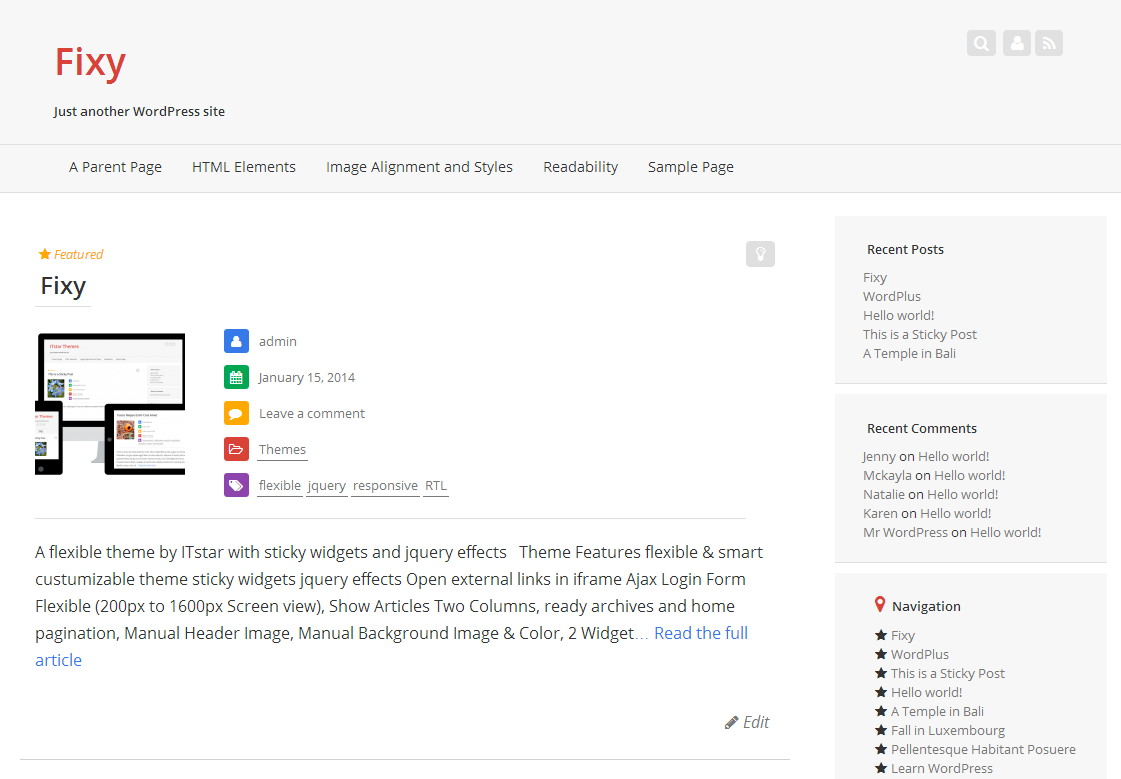 Fixy
Just another WordPress site
A Parent Page HTML Elements Image Alignment and Styles Readability Sample Page
Featured
Fixy
ITstar Themes
admin
January 15, 2014
Leave a comment
Themes
flexible jquery responsive RTL
A flexible theme by ITstar with sticky widgets and jquery effects Theme Features flexible & smart
custumizable theme sticky widgets jquery effects Open external links in iframe Ajax Login Form
Flexible (200px to 1600px Screen view), Show Articles Two Columns, ready archives and home
pagination, Manual Header Image, Manual Background Image & Color, 2 Widget… Read the full
article
Edit
Recent Posts
Fixy
WordPlus
Hello world!
This is a Sticky Post
A Temple in Bali
Recent Comments
Jenny on Hello world!
Mckayla on Hello world!
Natalie on Hello world!
Karen on Hello world!
Mr WordPress on Hello world!
Navigation
Fixy
WordPlus
This is a Sticky Post
Hello world!
A Temple in Bali
Fall in Luxembourg
Pellentesque Habitant Posuere
Learn WordPress